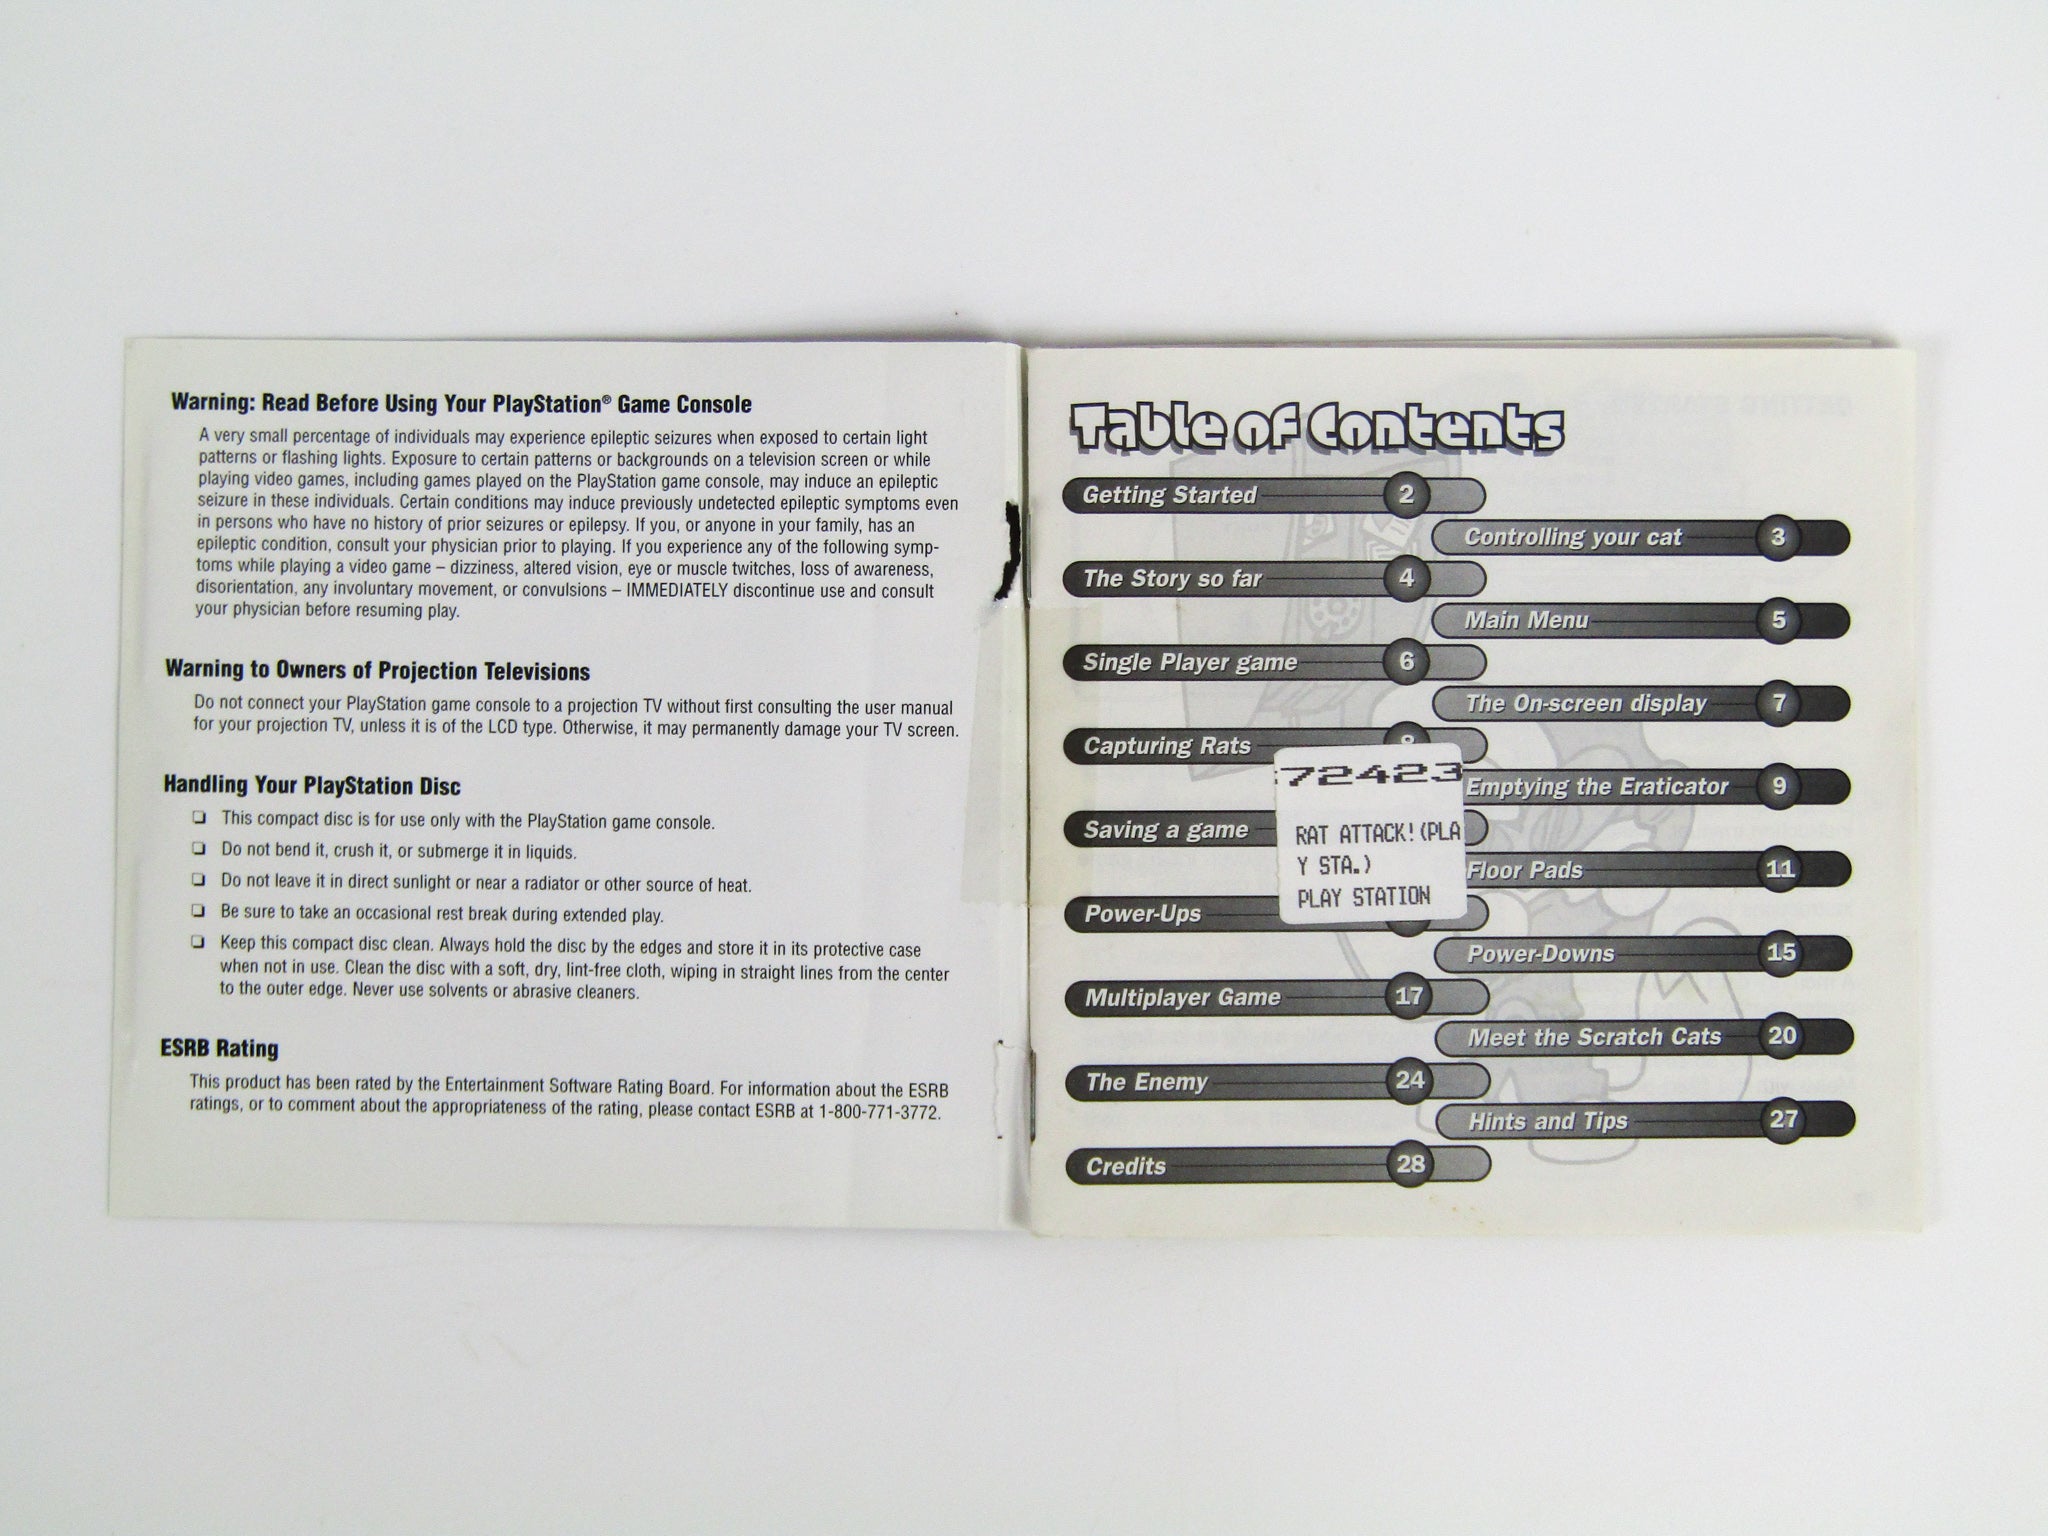 Warning: Read Before Using Your PlayStation® Game Console
A very small percentage of individuals may experience epileptic seizures when exposed to certain light
patterns or flashing lights. Exposure to certain patterns or backgrounds on a television screen or while
playing video games, including games played on the PlayStation game console, may induce an epileptic
seizure in these individuals. Certain conditions may induce previously undetected epileptic symptoms even
in persons who have no history of prior seizures or epilepsy. If you, or anyone in your family, has an
epileptic condition, consult your physician prior to playing. If you experience any of the following symp-
toms while playing a video game – dizziness, altered vision, eye or muscle twitches, loss of awareness,
disorientation, any involuntary movement, or convulsions – IMMEDIATELY discontinue use and consult
your physician before resuming play.
Warning to Owners of Projection Televisions
Do not connect your PlayStation game console to a projection TV without first consulting the user manual
for your projection TV, unless it is of the LCD type. Otherwise, it may permanently damage your TV screen.
Handling Your PlayStation Disc
❏ This compact disc is for use only with the PlayStation game console.
❏ Do not bend it, crush it, or submerge it in liquids.
❏ Do not leave it in direct sunlight or near a radiator or other source of heat.
❏ Be sure to take an occasional rest break during extended play.
❏ Keep this compact disc clean. Always hold the disc by the edges and store it in its protective case
when not in use. Clean the disc with a soft, dry, lint-free cloth, wiping in straight lines from the center
to the outer edge. Never use solvents or abrasive cleaners.
ESRB Rating
This product has been rated by the Entertainment Software Rating Board. For information about the ESRB
ratings, or to comment about the appropriateness of the rating, please contact ESRB at 1-800-771-3772.
Table of Contents
Getting Started 2
Controlling your cat 3
The Story so far 4
Main Menu 5
Single Player game 6
The On-screen display 7
Capturing Rats 8
Emptying the Eraticator 9
Saving a game
Floor Pads 11
Power-Ups
Power-Downs 15
Multiplayer Game 17
Meet the Scratch Cats 20
The Enemy 24
Hints and Tips 27
Credits 28
72423
RAT ATTACK!(PLA
Y STA.)
PLAY STATION